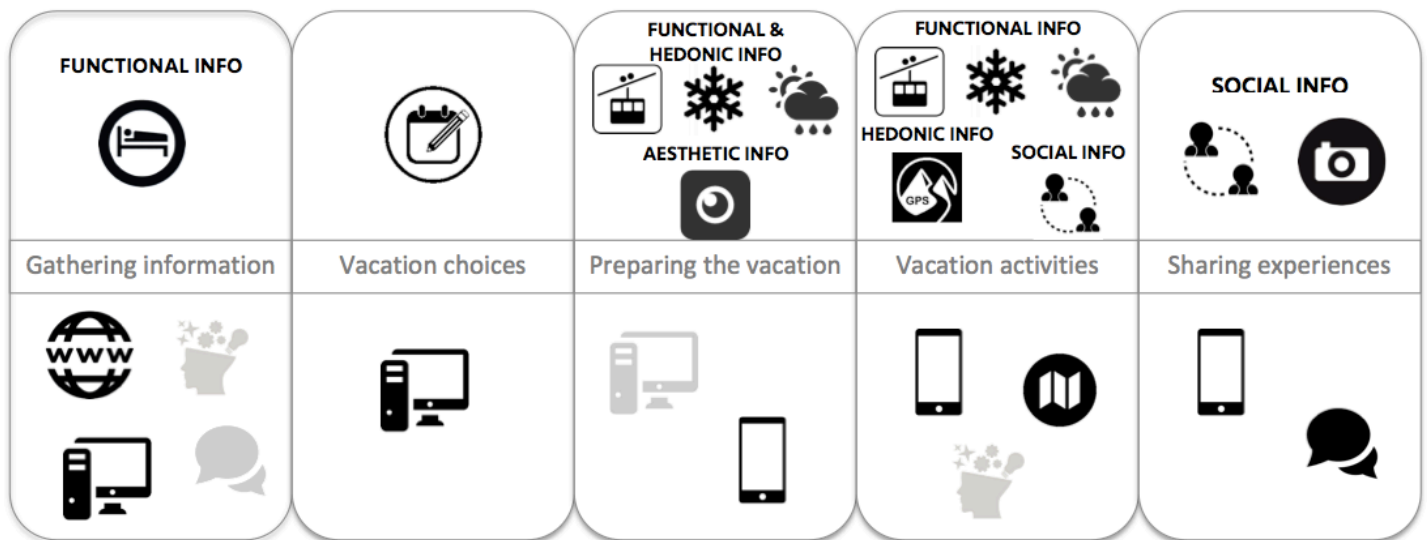 FUNCTIONAL INFO
FUNCTIONAL &
HEDONIC INFO
AESTHETIC INFO
FUNCTIONAL INFO
HEDONIC INFO
GPS
SOCIAL INFO
SOCIAL INFO
Gathering information
Vacation choices
Preparing the vacation
Vacation activities
Sharing experiences
www